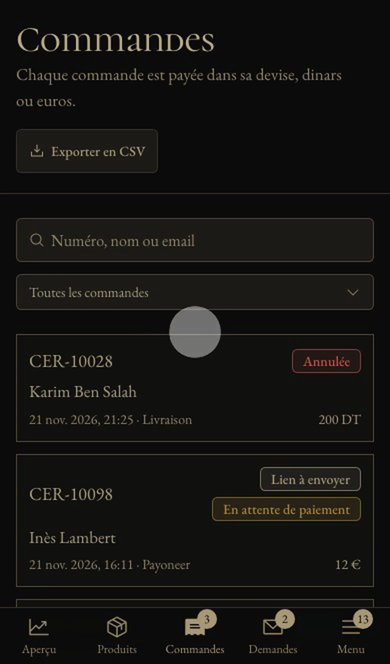 Commandes
Chaque commande est payée dans sa devise, dinars
ou euros.
Exporter en CSV
Numéro, nom ou email
Toutes les commandes
CER-10028
Annulée
Karim Ben Salah
21 nov. 2026, 21:25 · Livraison
200 DT
Lien à envoyer
CER-10098
En attente de paiement
Inès Lambert
21 nov. 2026, 16:11 · Payoneer
12 €
3
2
13
Aperçu
Produits
Commandes
Demandes
Menu